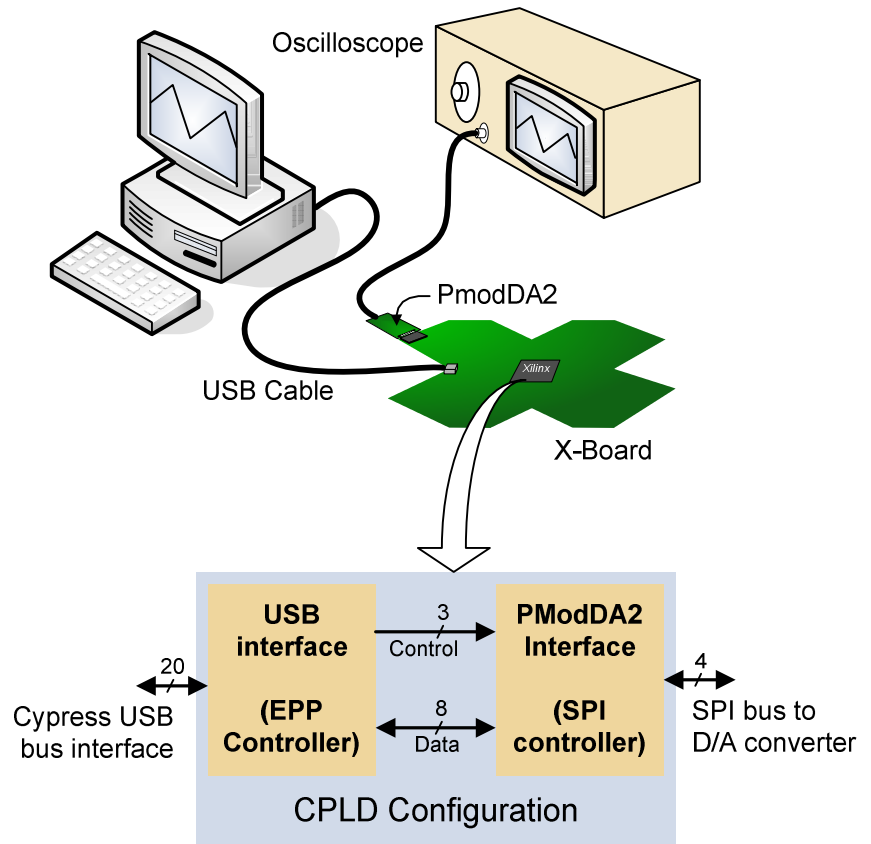 Oscilloscope
PmodDA2
USB Cable
Xilinx
X-Board
USB
interface
(EPP
Controller)
3
Control
8
Data
PModDA2
Interface
(SPI
controller)
20
Cypress USB
bus interface
4
SPI bus to
D/A converter
CPLD Configuration